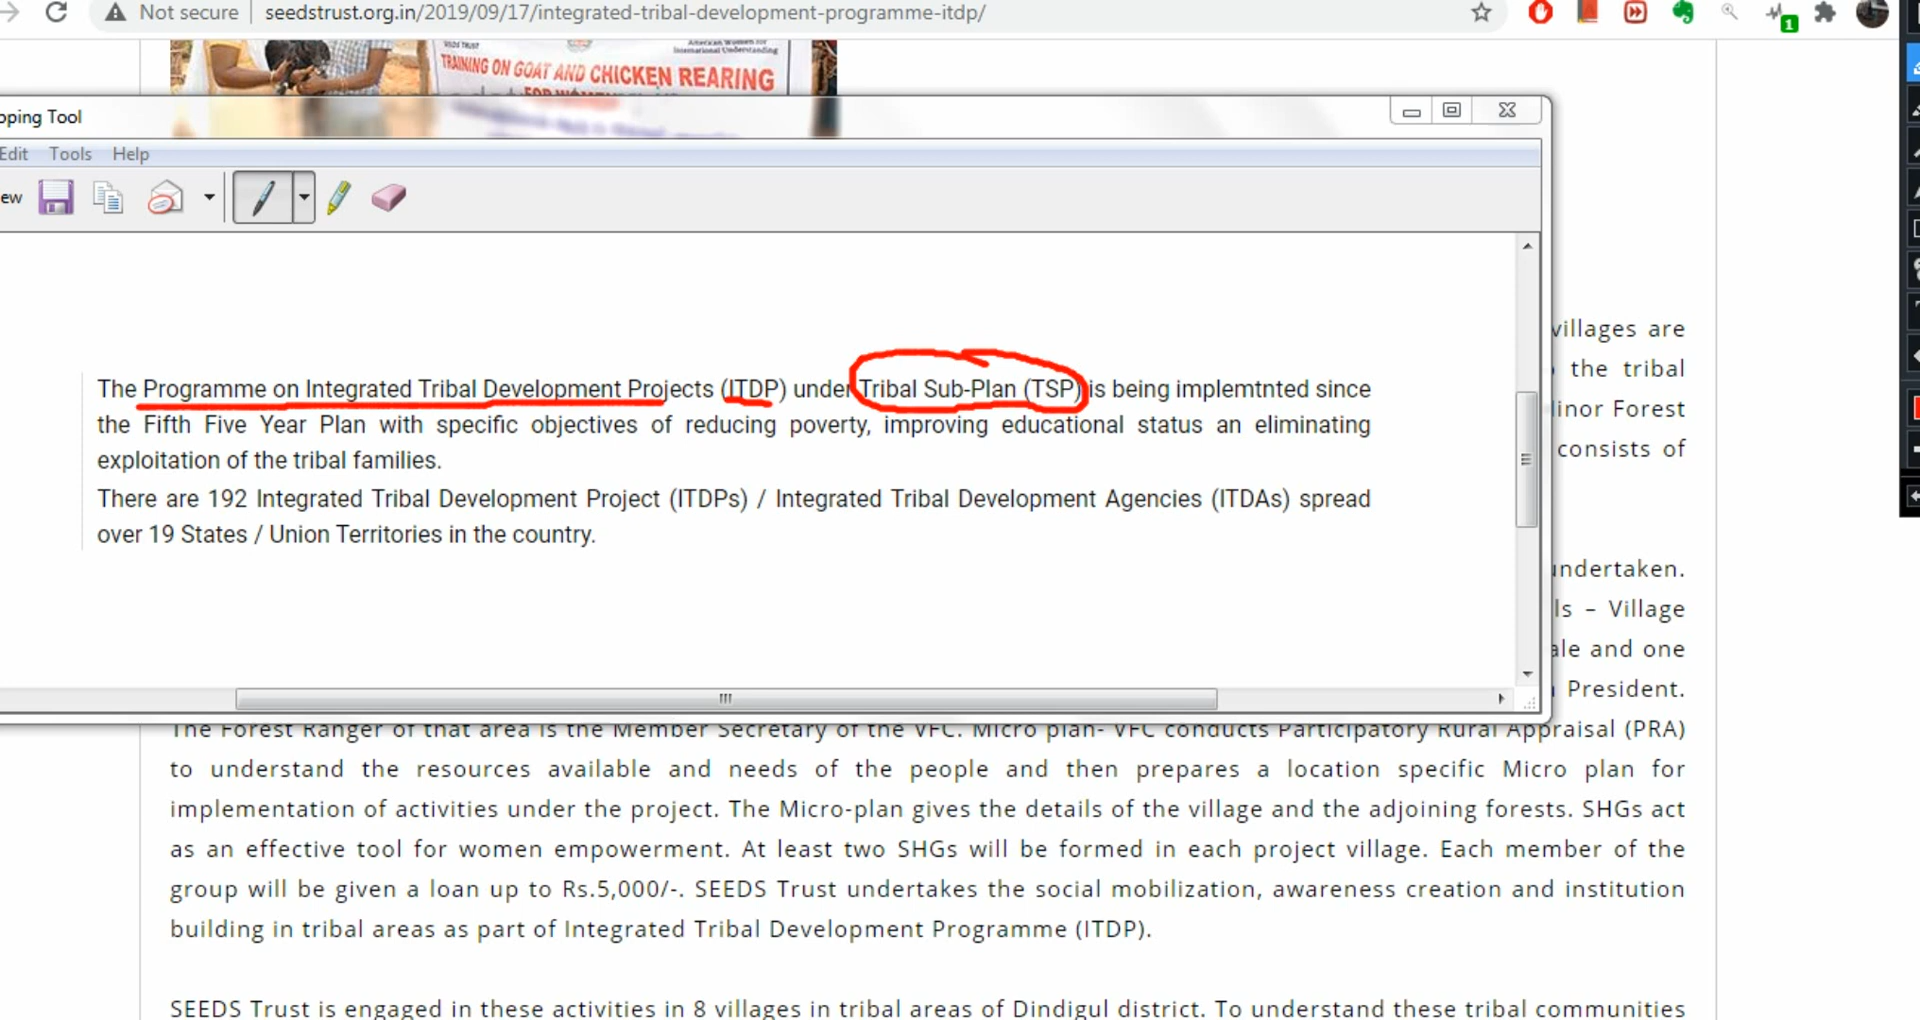 Not secure
seedstrust.org.in/2019/09/17/integrated-tribal-development-programme-itdp/
1
International Understanding
TRAINING ON GOAT AND CHICKEN REARING
Tool
Edit Tools Help
The Programme on Integrated Tribal Development Projects (ITDP) under Tribal Sub-Plan (TSP) is being implemtnted since
the Fifth Five Year Plan with specific objectives of reducing poverty, improving educational status an eliminating
exploitation of the tribal families.
There are 192 Integrated Tribal Development Project (ITDPs) / Integrated Tribal Development Agencies (ITDAs) spread
over 19 States / Union Territories in the country.
villages are
the tribal
Forest
consists of
undertaken.
– Village
and one
President.
The Forest Ranger of that area is the Member Secretary of the VFC. Micro plan- VFC conducts Participatory Rural Appraisal (PRA)
to understand the resources available and needs of the people and then prepares a location specific Micro plan for
implementation of activities under the project. The Micro-plan gives the details of the village and the adjoining forests. SHGs act
as an effective tool for women empowerment. At least two SHGs will be formed in each project village. Each member of the
group will be given a loan up to Rs.5,000/-. SEEDS Trust undertakes the social mobilization, awareness creation and institution
building in tribal areas as part of Integrated Tribal Development Programme (ITDP).
SEEDS Trust is engaged in these activities in 8 villages in tribal areas of Dindigul district. To understand these tribal communities